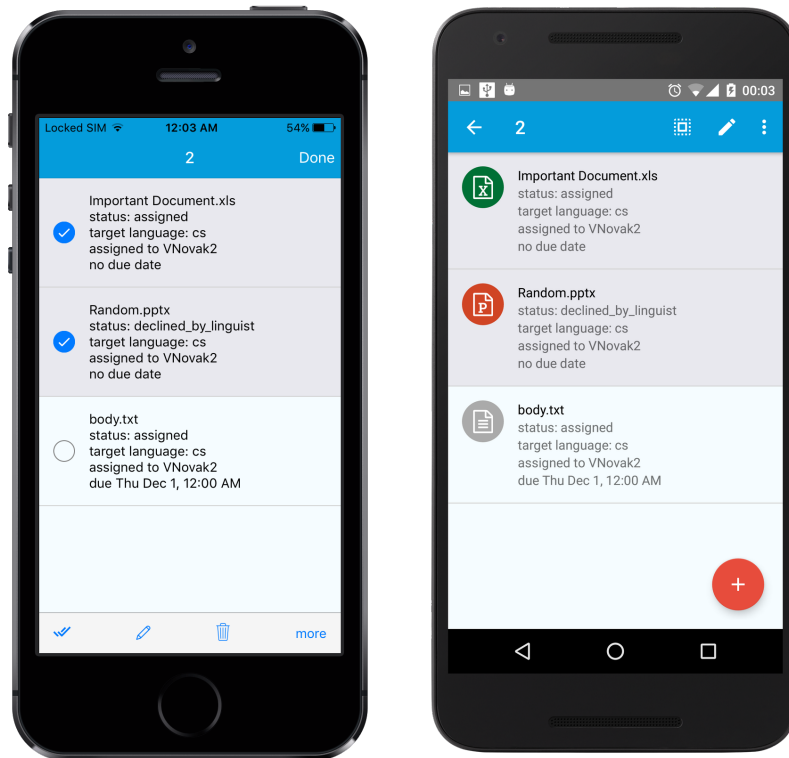 Locked SIM 12:03 AM 54%
2 Done
Important Document.xls
status: assigned
target language: cs
assigned to VNovak2
no due date
Random.pptx
status: declined_by_linguist
target language: cs
assigned to VNovak2
no due date
body.txt
status: assigned
target language: cs
assigned to VNovak2
due Thu Dec 1, 12:00 AM
more
00:03
2
Important Document.xls
status: assigned
target language: cs
assigned to VNovak2
no due date
Random.pptx
status: declined_by_linguist
target language: cs
assigned to VNovak2
no due date
body.txt
status: assigned
target language: cs
assigned to VNovak2
due Thu Dec 1, 12:00 AM